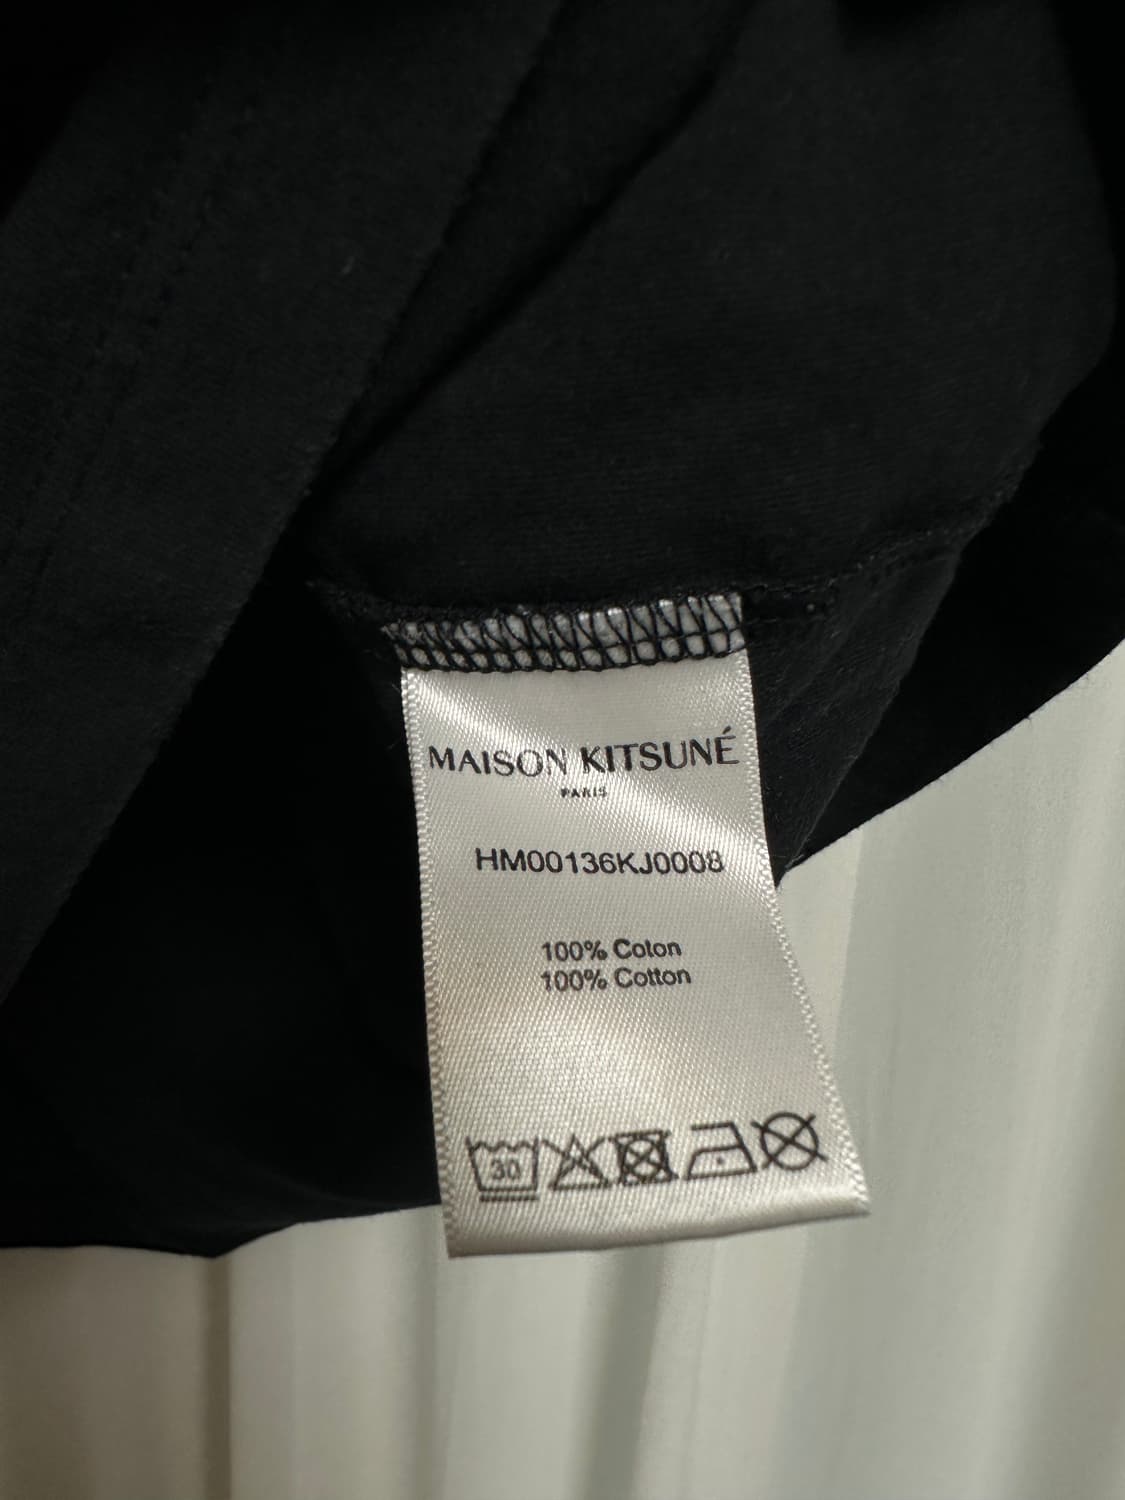 MAISON KITSUNÉ
PARIS
HM00136KJ0008
100% Coton
100% Cotton
30